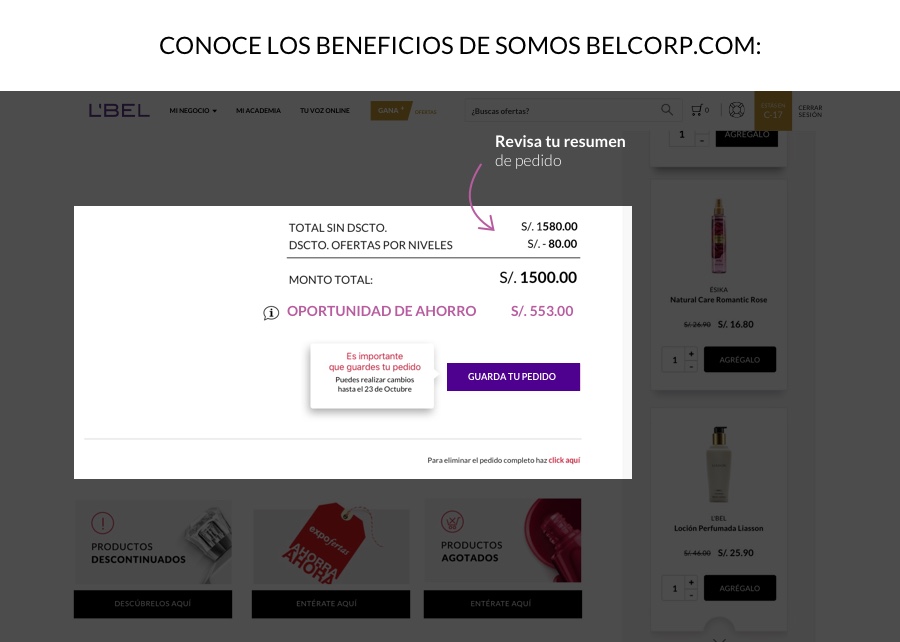 CONOCE LOS BENEFICIOS DE SOMOS BELCORP.COM:
L'BEL
MI NEGOCIO
MI ACADEMIA
TU VOZ ONLINE
GANA +
¿Buscas ofertas?
0
C-17
CERRAR
SESIÓN
Revisa tu resumen
de pedido
1
AGRÉGALO
TOTAL SIN DSCTO. S/. 1580.00
DSCTO. OFERTAS POR NIVELES S/. - 80.00
MONTO TOTAL: S/. 1500.00
OPORTUNIDAD DE AHORRO S/. 553.00
Es importante
que guardes tu pedido
Puedes realizar cambios
hasta el 23 de Octubre
GUARDA TU PEDIDO
Para eliminar el pedido completo haz click aquí
ÉSIKA
Natural Care Romantic Rose
S/. 26.90 S/. 16.80
1 + - AGRÉGALO
L'BEL
Loción Perfumada Liasson
S/. 46.00 S/. 25.90
1 + - AGRÉGALO
PRODUCTOS
DESCONTINUADOS
DESCÚBRELOS AQUÍ
expofertas
AHORRA
AHORA
ENTÉRATE AQUÍ
PRODUCTOS
AGOTADOS
ENTÉRATE AQUÍ